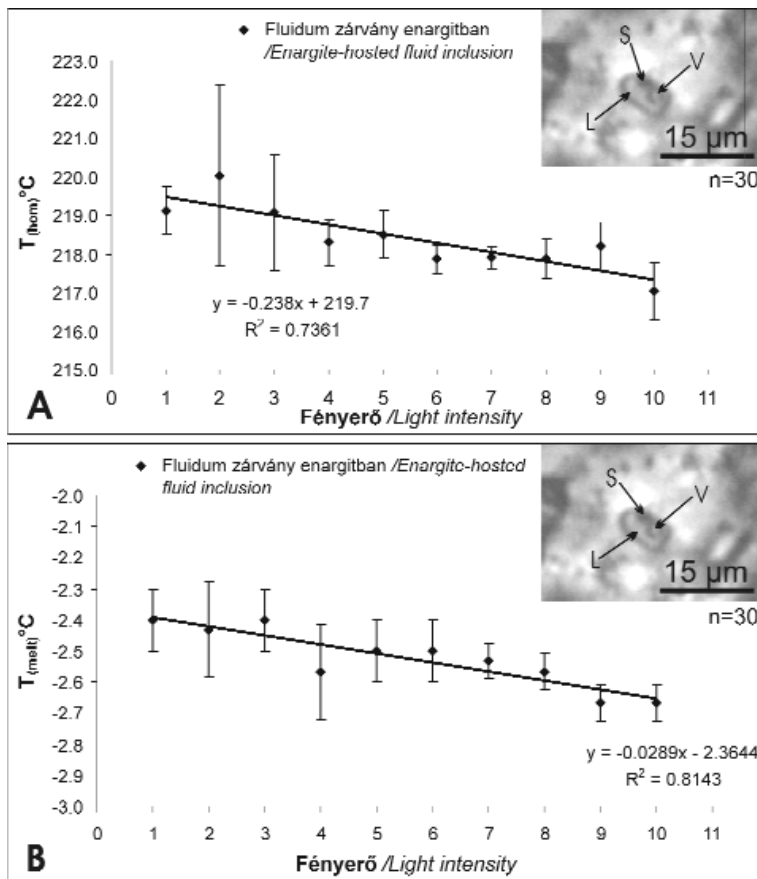 Fluidum zárvány enargitban
/Enargite-hosted fluid inclusion
S
V
L
15 µm
n=30
223.0
222.0
221.0
220.0
219.0
218.0
217.0
216.0
215.0
T(hom)°C
y = -0.238x + 219.7
R² = 0.7361
0 1 2 3 4 5 6 7 8 9 10 11
Fényerő /Light intensity
A
Fluidum zárvány enargitban /Enargite-hosted
fluid inclusion
S
V
L
15 µm
n=30
-2.0
-2.1
-2.2
-2.3
-2.4
-2.5
-2.6
-2.7
-2.8
-2.9
-3.0
T(melt)°C
y = -0.0289x - 2.3644
R² = 0.8143
0 1 2 3 4 5 6 7 8 9 10 11
Fényerő /Light intensity
B